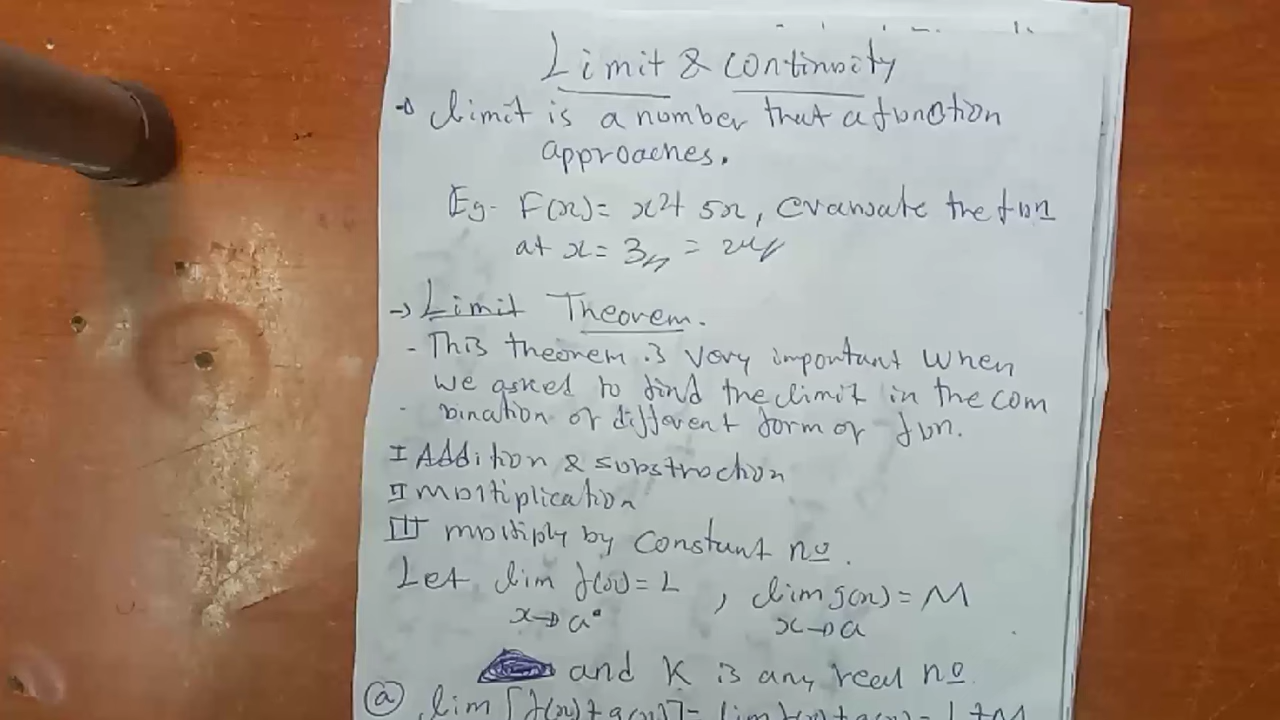 Limit & Continuity
→ limit is a number that a function
approaches.
Eg- F(x) = x²+ 5x, evaluate the fun
at x = 3 = 24
→ Limit Theorem.
- This theorem is very important when
we asked to find the limit in the com
bination of different form of fun.
I Addition & substraction
II multiplication
III multiply by constant no.
Let lim f(x) = L , lim g(x) = M
x→a x→a
and K is any real no.
(a) lim [f(x) + g(x)] = lim f(x) + g(x) = L + M